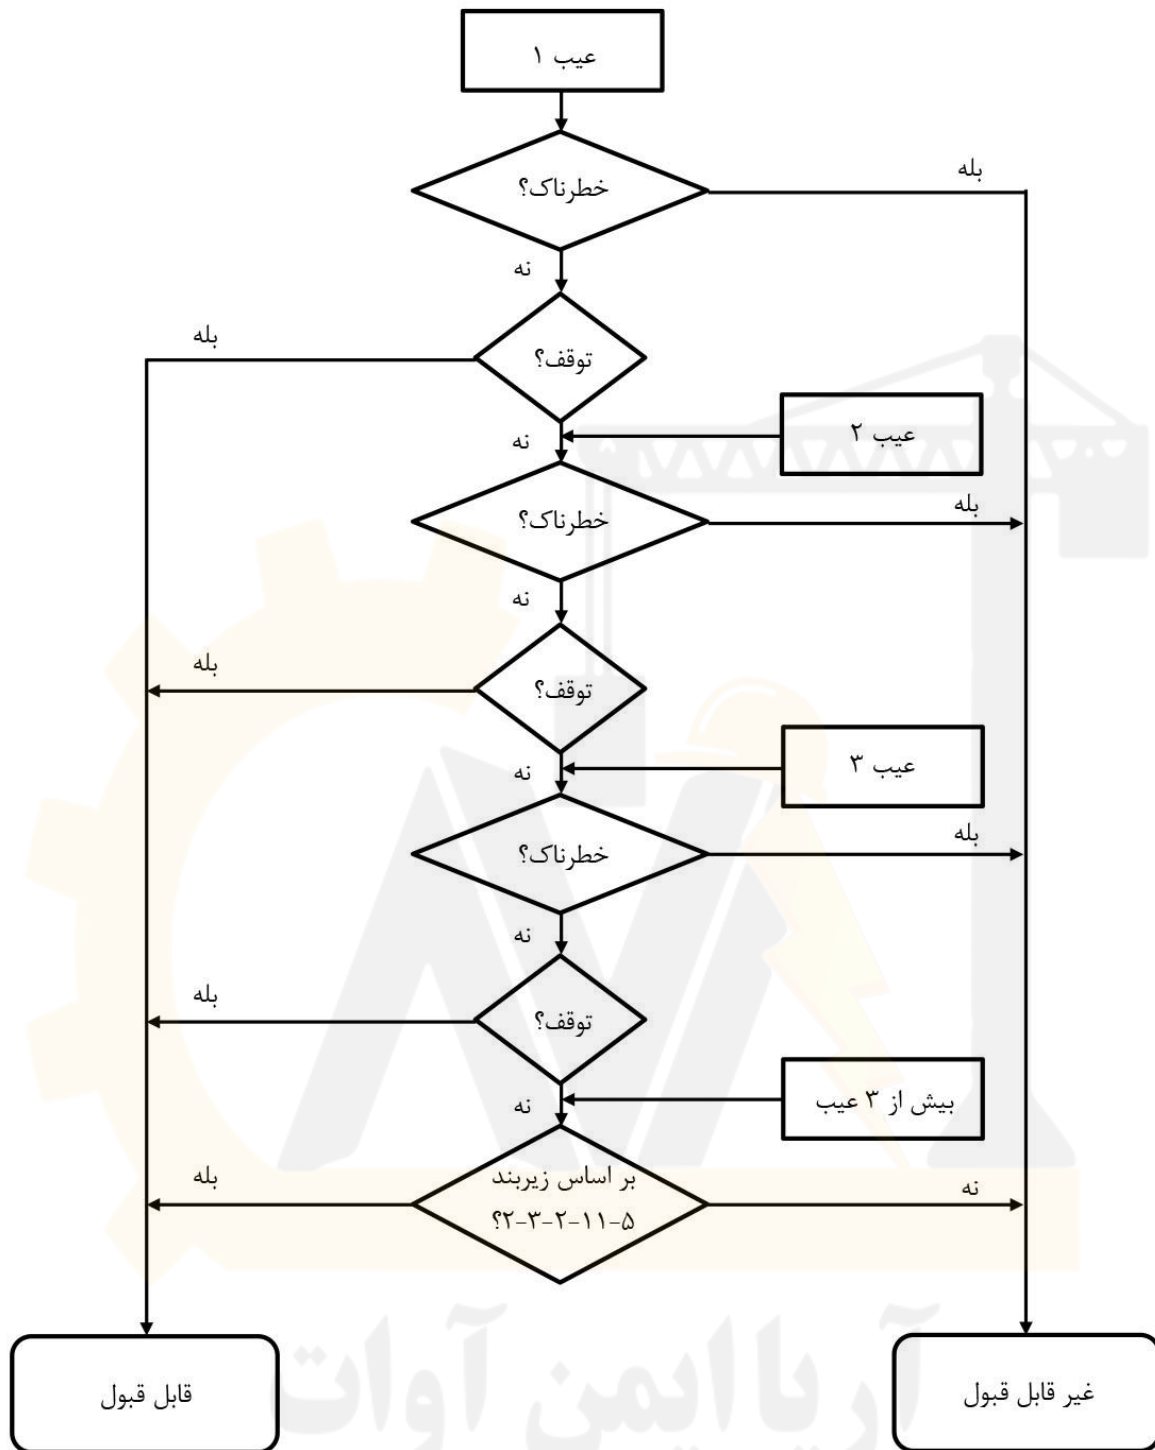 عیب ۱
خطرناک؟
بله
نه
توقف؟
بله
عیب ۲
نه
خطرناک؟
بله
نه
توقف؟
بله
عیب ۳
نه
خطرناک؟
بله
نه
توقف؟
بله
بیش از ۳ عیب
نه
بر اساس زیربند
۵-۱۱-۲-۳-۲؟
نه
بله
غیر قابل قبول
قابل قبول
آریا ایمن آوات